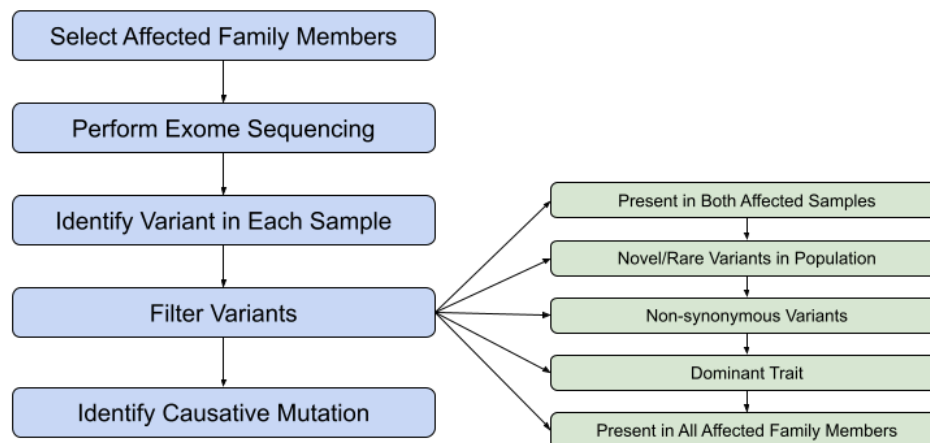 Select Affected Family Members
Perform Exome Sequencing
Identify Variant in Each Sample
Filter Variants
Identify Causative Mutation
Present in Both Affected Samples
Novel/Rare Variants in Population
Non-synonymous Variants
Dominant Trait
Present in All Affected Family Members